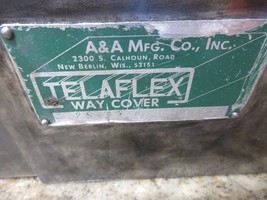 A&A MFG. CO., INC.
2300 S. CALHOUN, ROAD
NEW BERLIN, WIS., 53151
TELAFLEX
WAY, COVER